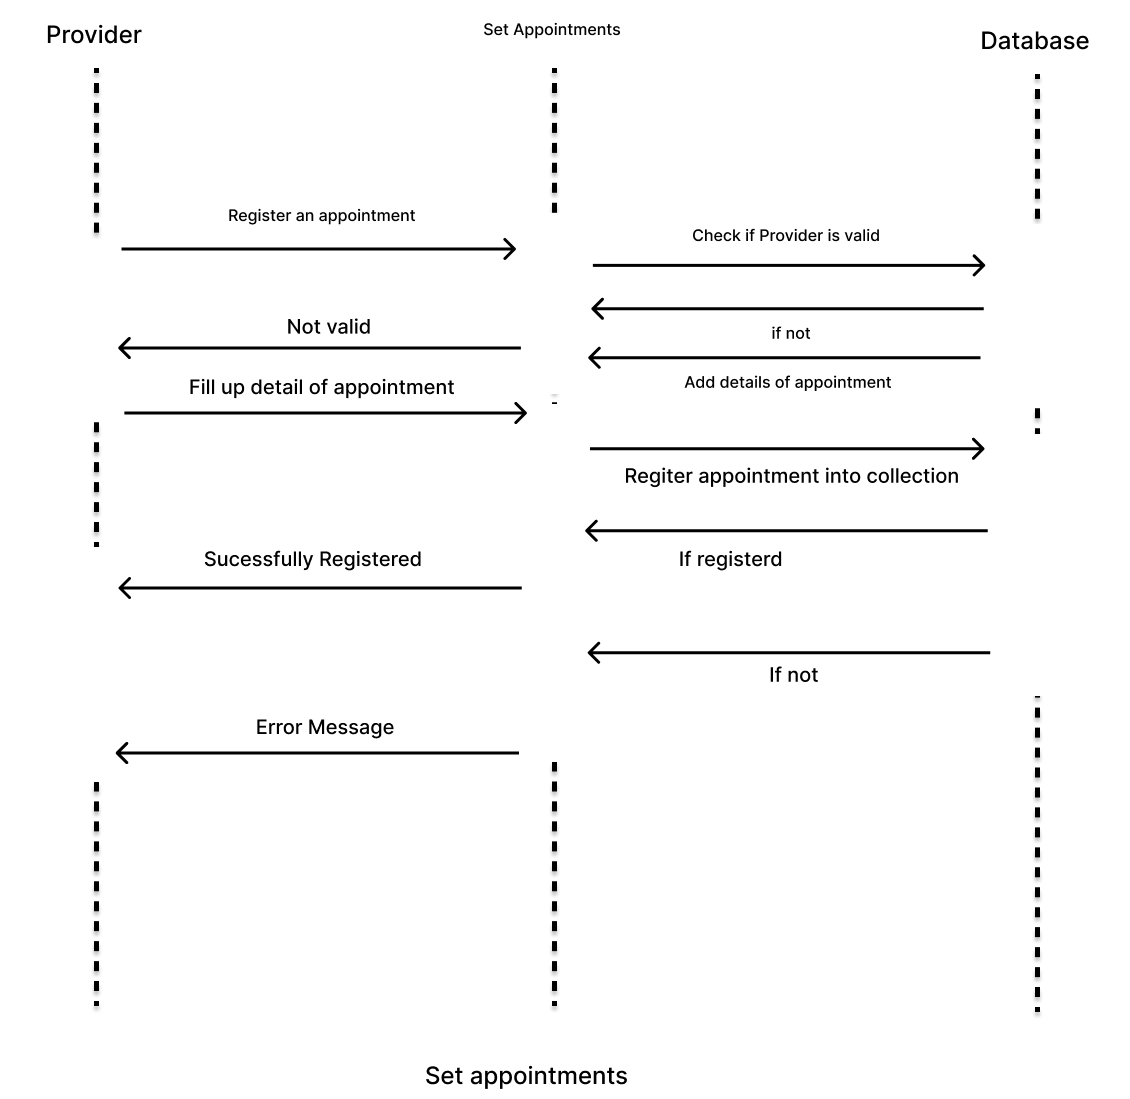 Provider
Set Appointments
Database
Register an appointment
Check if Provider is valid
Not valid
if not
Fill up detail of appointment
Add details of appointment
Regiter appointment into collection
Sucessfully Registered
If registerd
If not
Error Message
Set appointments